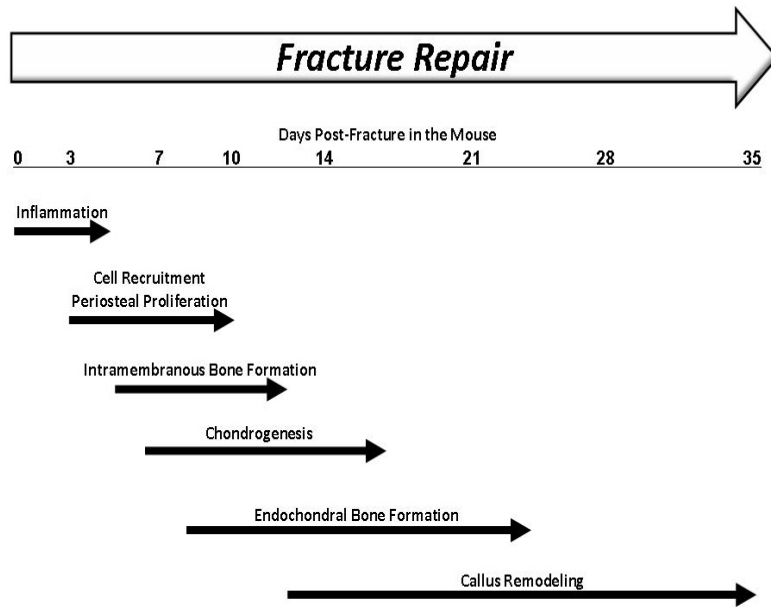 Fracture Repair
Days Post-Fracture in the Mouse
0 3 7 10 14 21 28 35
Inflammation
Cell Recruitment
Periosteal Proliferation
Intramembranous Bone Formation
Chondrogenesis
Endochondral Bone Formation
Callus Remodeling